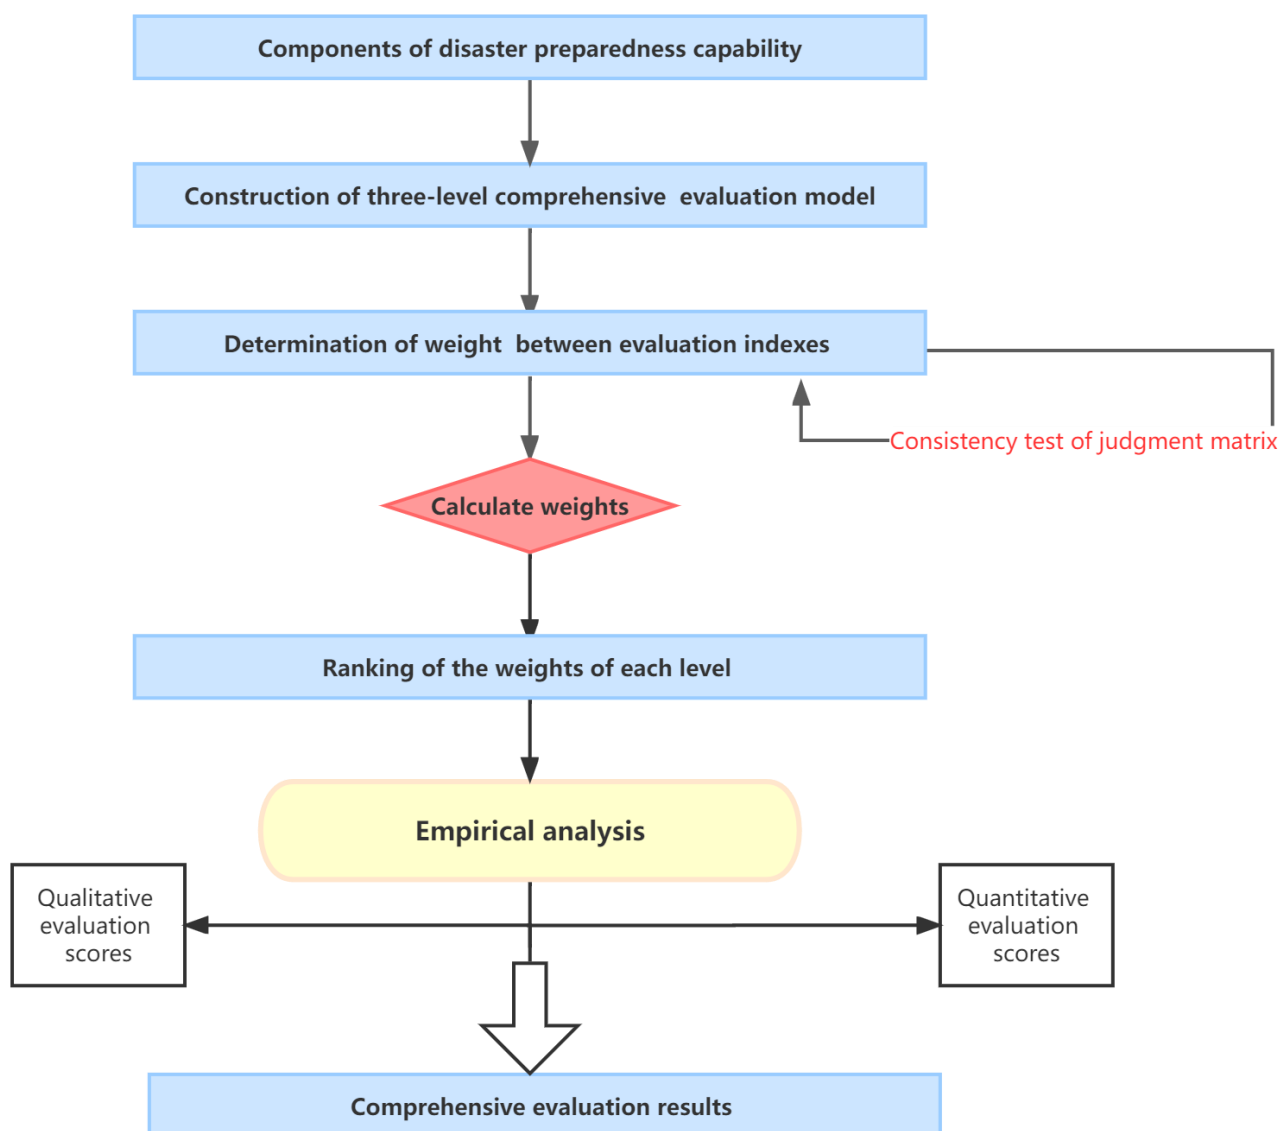 Components of disaster preparedness capability
Construction of three-level comprehensive  evaluation model
Determination of weight  between evaluation indexes
Consistency test of judgment matrix
Calculate weights
Ranking of the weights of each level
Empirical analysis
Qualitative
evaluation
scores
Quantitative
evaluation
scores
Comprehensive evaluation results